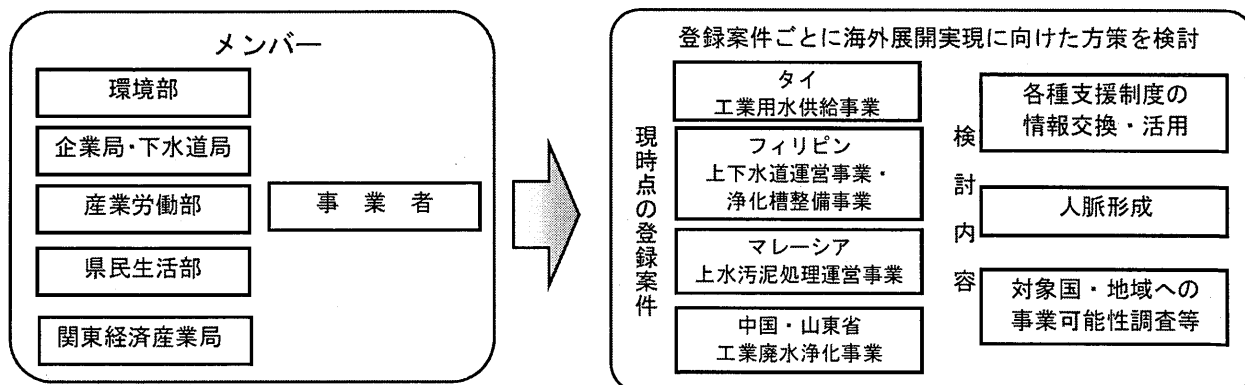 メンバー
環境部
企業局・下水道局
産業労働部
県民生活部
関東経済産業局
事業者
登録案件ごとに海外展開実現に向けた方策を検討
現時点の登録案件
タイ
工業用水供給事業
フィリピン
上下水道運営事業・
浄化槽整備事業
マレーシア
上水汚泥処理運営事業
中国・山東省
工業廃水浄化事業
検討内容
各種支援制度の
情報交換・活用
人脈形成
対象国・地域への
事業可能性調査等